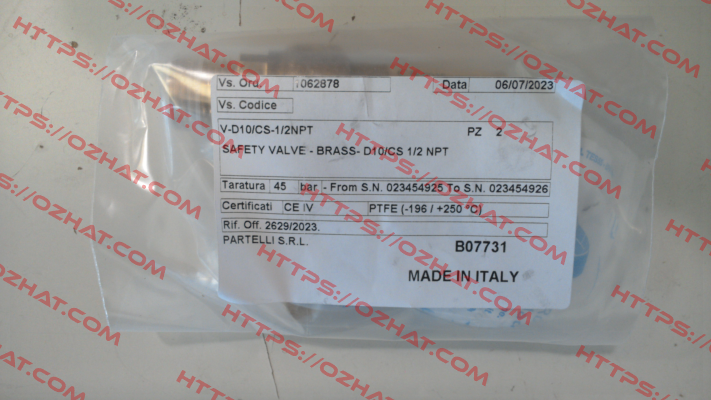 Vs. Ord. 062878 Data 06/07/2023
Vs. Codice
V-D10/CS-1/2NPT PZ 2
SAFETY VALVE - BRASS- D10/CS 1/2 NPT
Taratura 45 bar - From S.N. 023454925 To S.N. 023454926
Certificati CE IV PTFE (-196 / +250 °C)
Rif. Off. 2629/2023.
PARTELLI S.R.L. B07731
MADE IN ITALY
HTTPS://OZHAT.COM